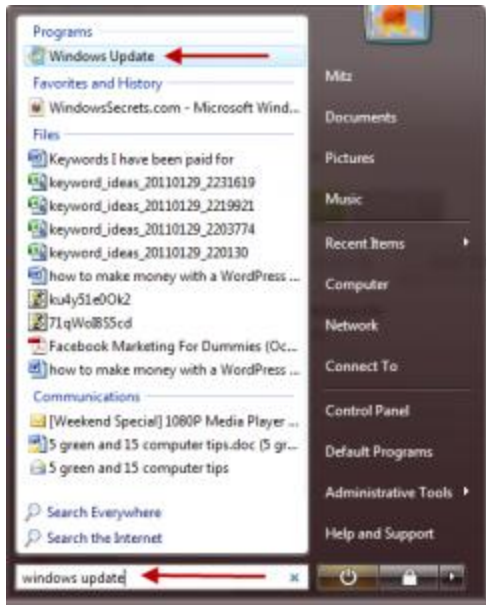 Programs
Windows Update
Favorites and History
WindowsSecrets.com - Microsoft Wind...
Files
Keywords I have been paid for
keyword_ideas_20110129_2231619
keyword_ideas_20110129_2219921
keyword_ideas_20110129_2203774
keyword_ideas_20110129_220130
how to make money with a WordPress ...
ku4y51e0Ok2
71qWolB55cd
Facebook Marketing For Dummies (Oc...
how to make money with a WordPress ...
Communications
[Weekend Special] 1080P Media Player ...
5 green and 15 computer tips.doc (5 gr...
5 green and 15 computer tips
Search Everywhere
Search the Internet
windows update
Mitz
Documents
Pictures
Music
Recent Items
Computer
Network
Connect To
Control Panel
Default Programs
Administrative Tools
Help and Support